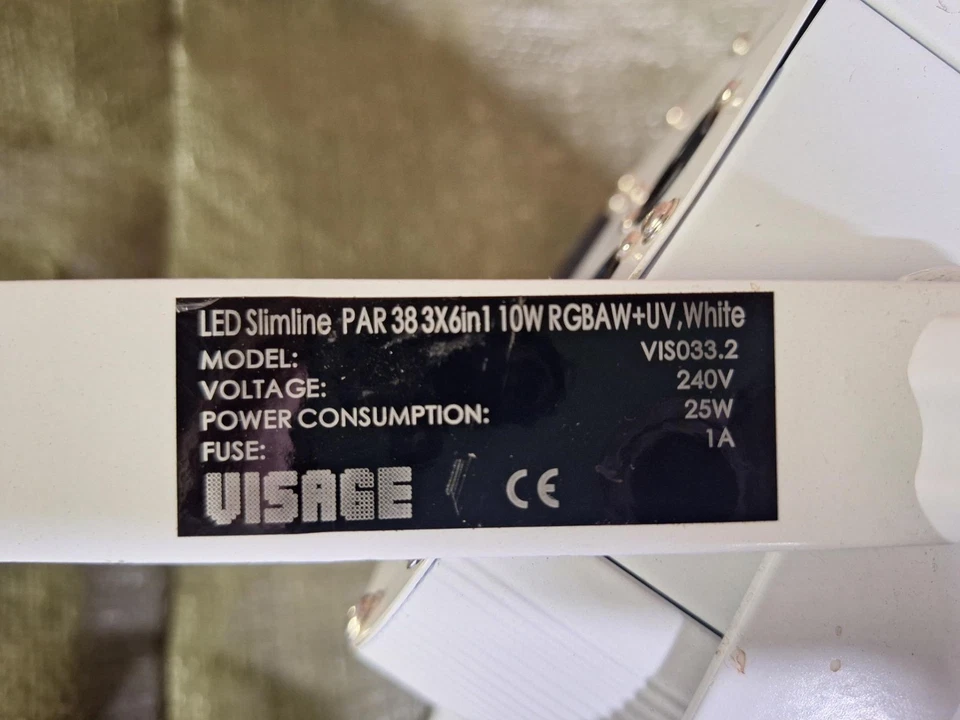 LED Slimline PAR 38 3X6in1 10W RGBAW+UV,White
MODEL: VIS033.2
VOLTAGE: 240V
POWER CONSUMPTION: 25W
FUSE: 1A
VISAGE CE